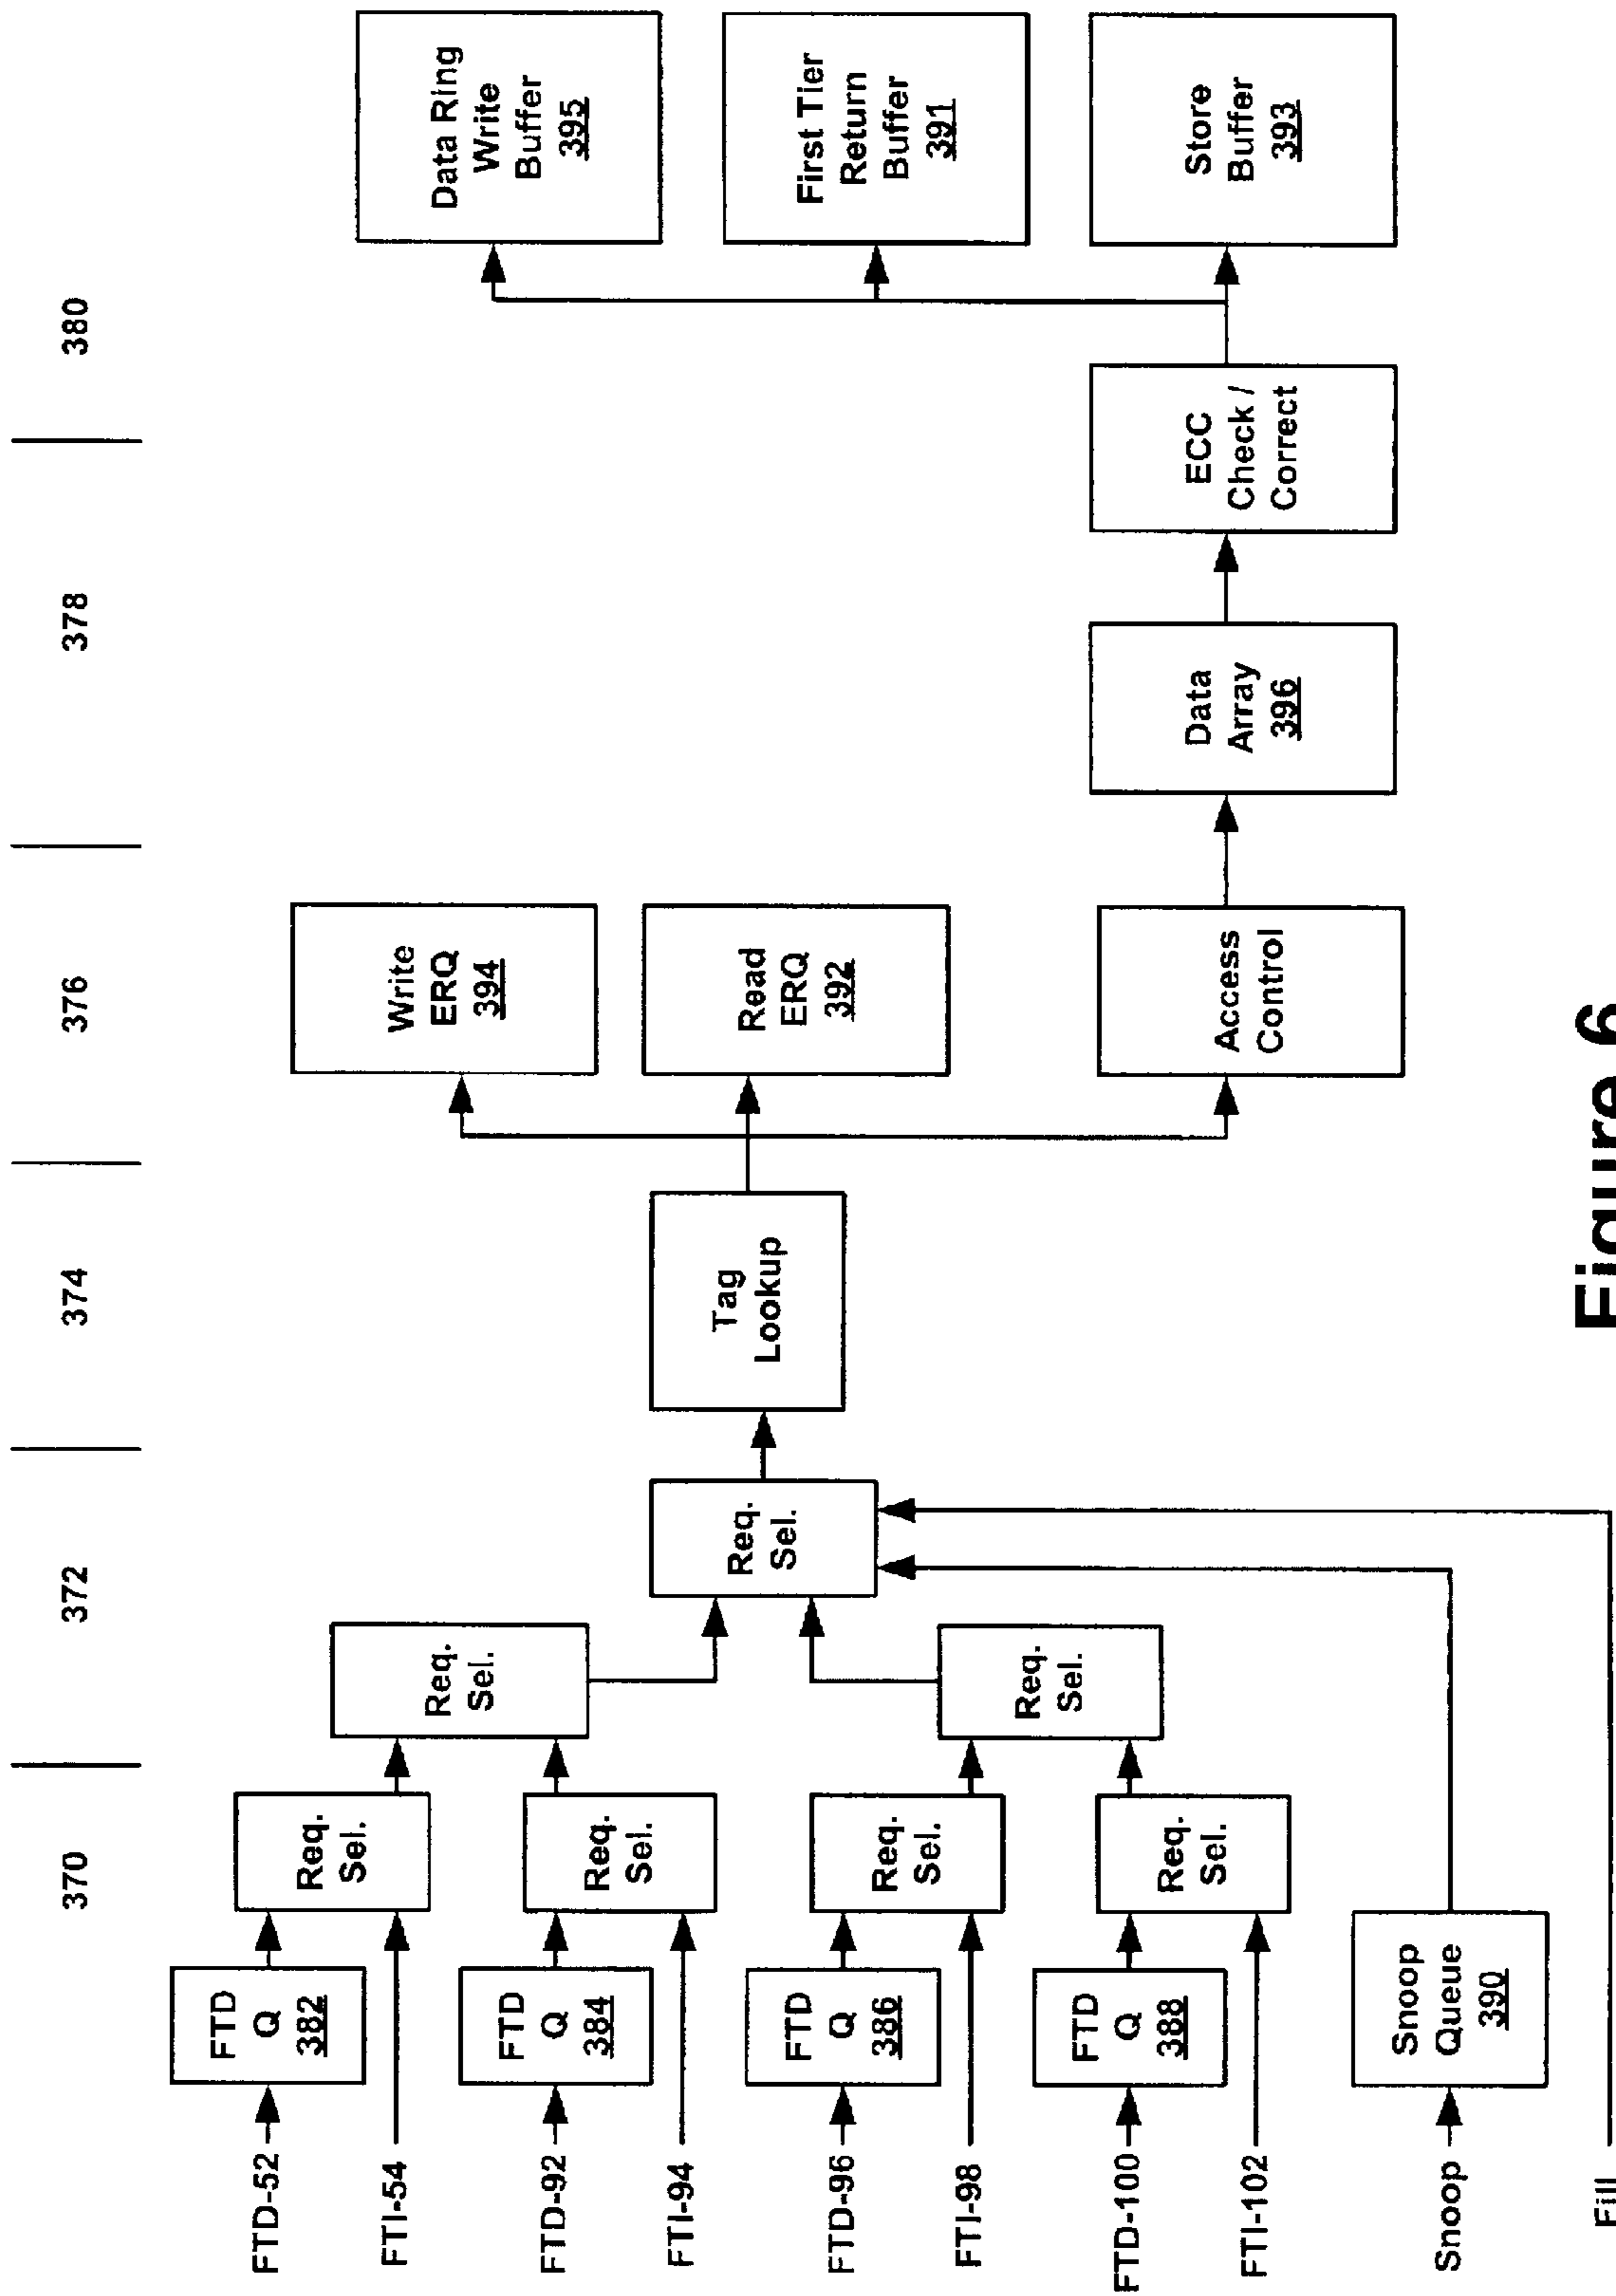 370
372
374
376
378
380
FTD-52
FTD
Q
382
FTI-54
Req.
Sel.
FTD-92
FTD
Q
384
FTI-94
Req.
Sel.
Req.
Sel.
FTD-96
FTD
Q
386
FTI-98
Req.
Sel.
FTD-100
FTD
Q
388
FTI-102
Req.
Sel.
Req.
Sel.
Snoop
Snoop
Queue
390
Fill
Req.
Sel.
Tag
Lookup
Write
ERQ
394
Read
ERQ
392
Access
Control
Data
Array
396
ECC
Check /
Correct
Data Ring
Write
Buffer
395
First Tier
Return
Buffer
391
Store
Buffer
393
Figure 6